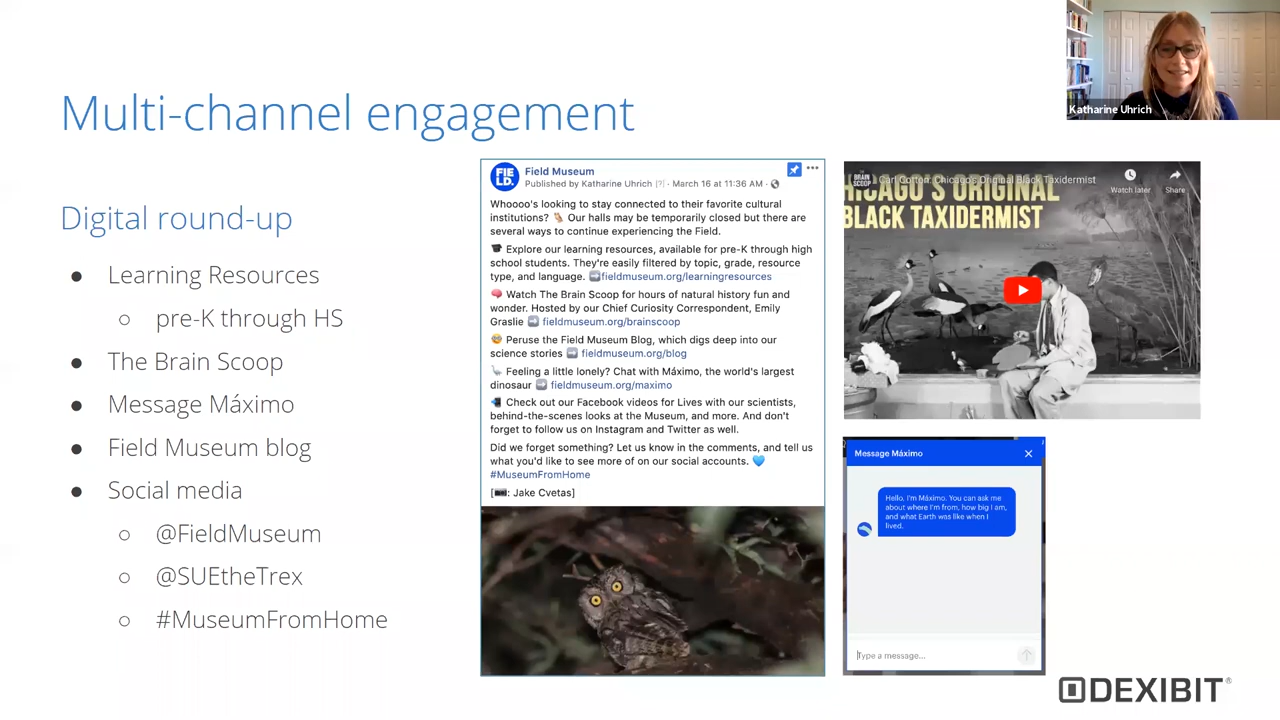 Multi-channel engagement
Katharine Uhrich
Digital round-up
● Learning Resources
○ pre-K through HS
● The Brain Scoop
● Message Máximo
● Field Museum blog
● Social media
○ @FieldMuseum
○ @SUEtheTrex
○ #MuseumFromHome
FIE
LD.
Field Museum
Published by Katharine Uhrich [?] · March 16 at 11:36 AM ·
Whoooo's looking to stay connected to their favorite cultural
institutions? Our halls may be temporarily closed but there are
several ways to continue experiencing the Field.
Explore our learning resources, available for pre-K through high
school students. They're easily filtered by topic, grade, resource
type, and language. ➡fieldmuseum.org/learningresources
Watch The Brain Scoop for hours of natural history fun and
wonder. Hosted by our Chief Curiosity Correspondent, Emily
Graslie ➡ fieldmuseum.org/brainscoop
Peruse the Field Museum Blog, which digs deep into our
science stories ➡ fieldmuseum.org/blog
Feeling a little lonely? Chat with Máximo, the world's largest
dinosaur ➡ fieldmuseum.org/maximo
Check out our Facebook videos for Lives with our scientists,
behind-the-scenes looks at the Museum, and more. And don't
forget to follow us on Instagram and Twitter as well.
Did we forget something? Let us know in the comments, and tell us
what you'd like to see more of on our social accounts. 💙
#MuseumFromHome
[📷: Jake Cvetas]
THE BRAIN SCOOP
Carl Cotton: Chicago's Original Black Taxidermist
Watch later
Share
HICAGO'S ORIGINAL
BLACK TAXIDERMIST
Message Máximo
Hello, I'm Máximo. You can ask me
about where I'm from, how big I am,
and what Earth was like when I
lived.
Type a message...
DEXIBIT®